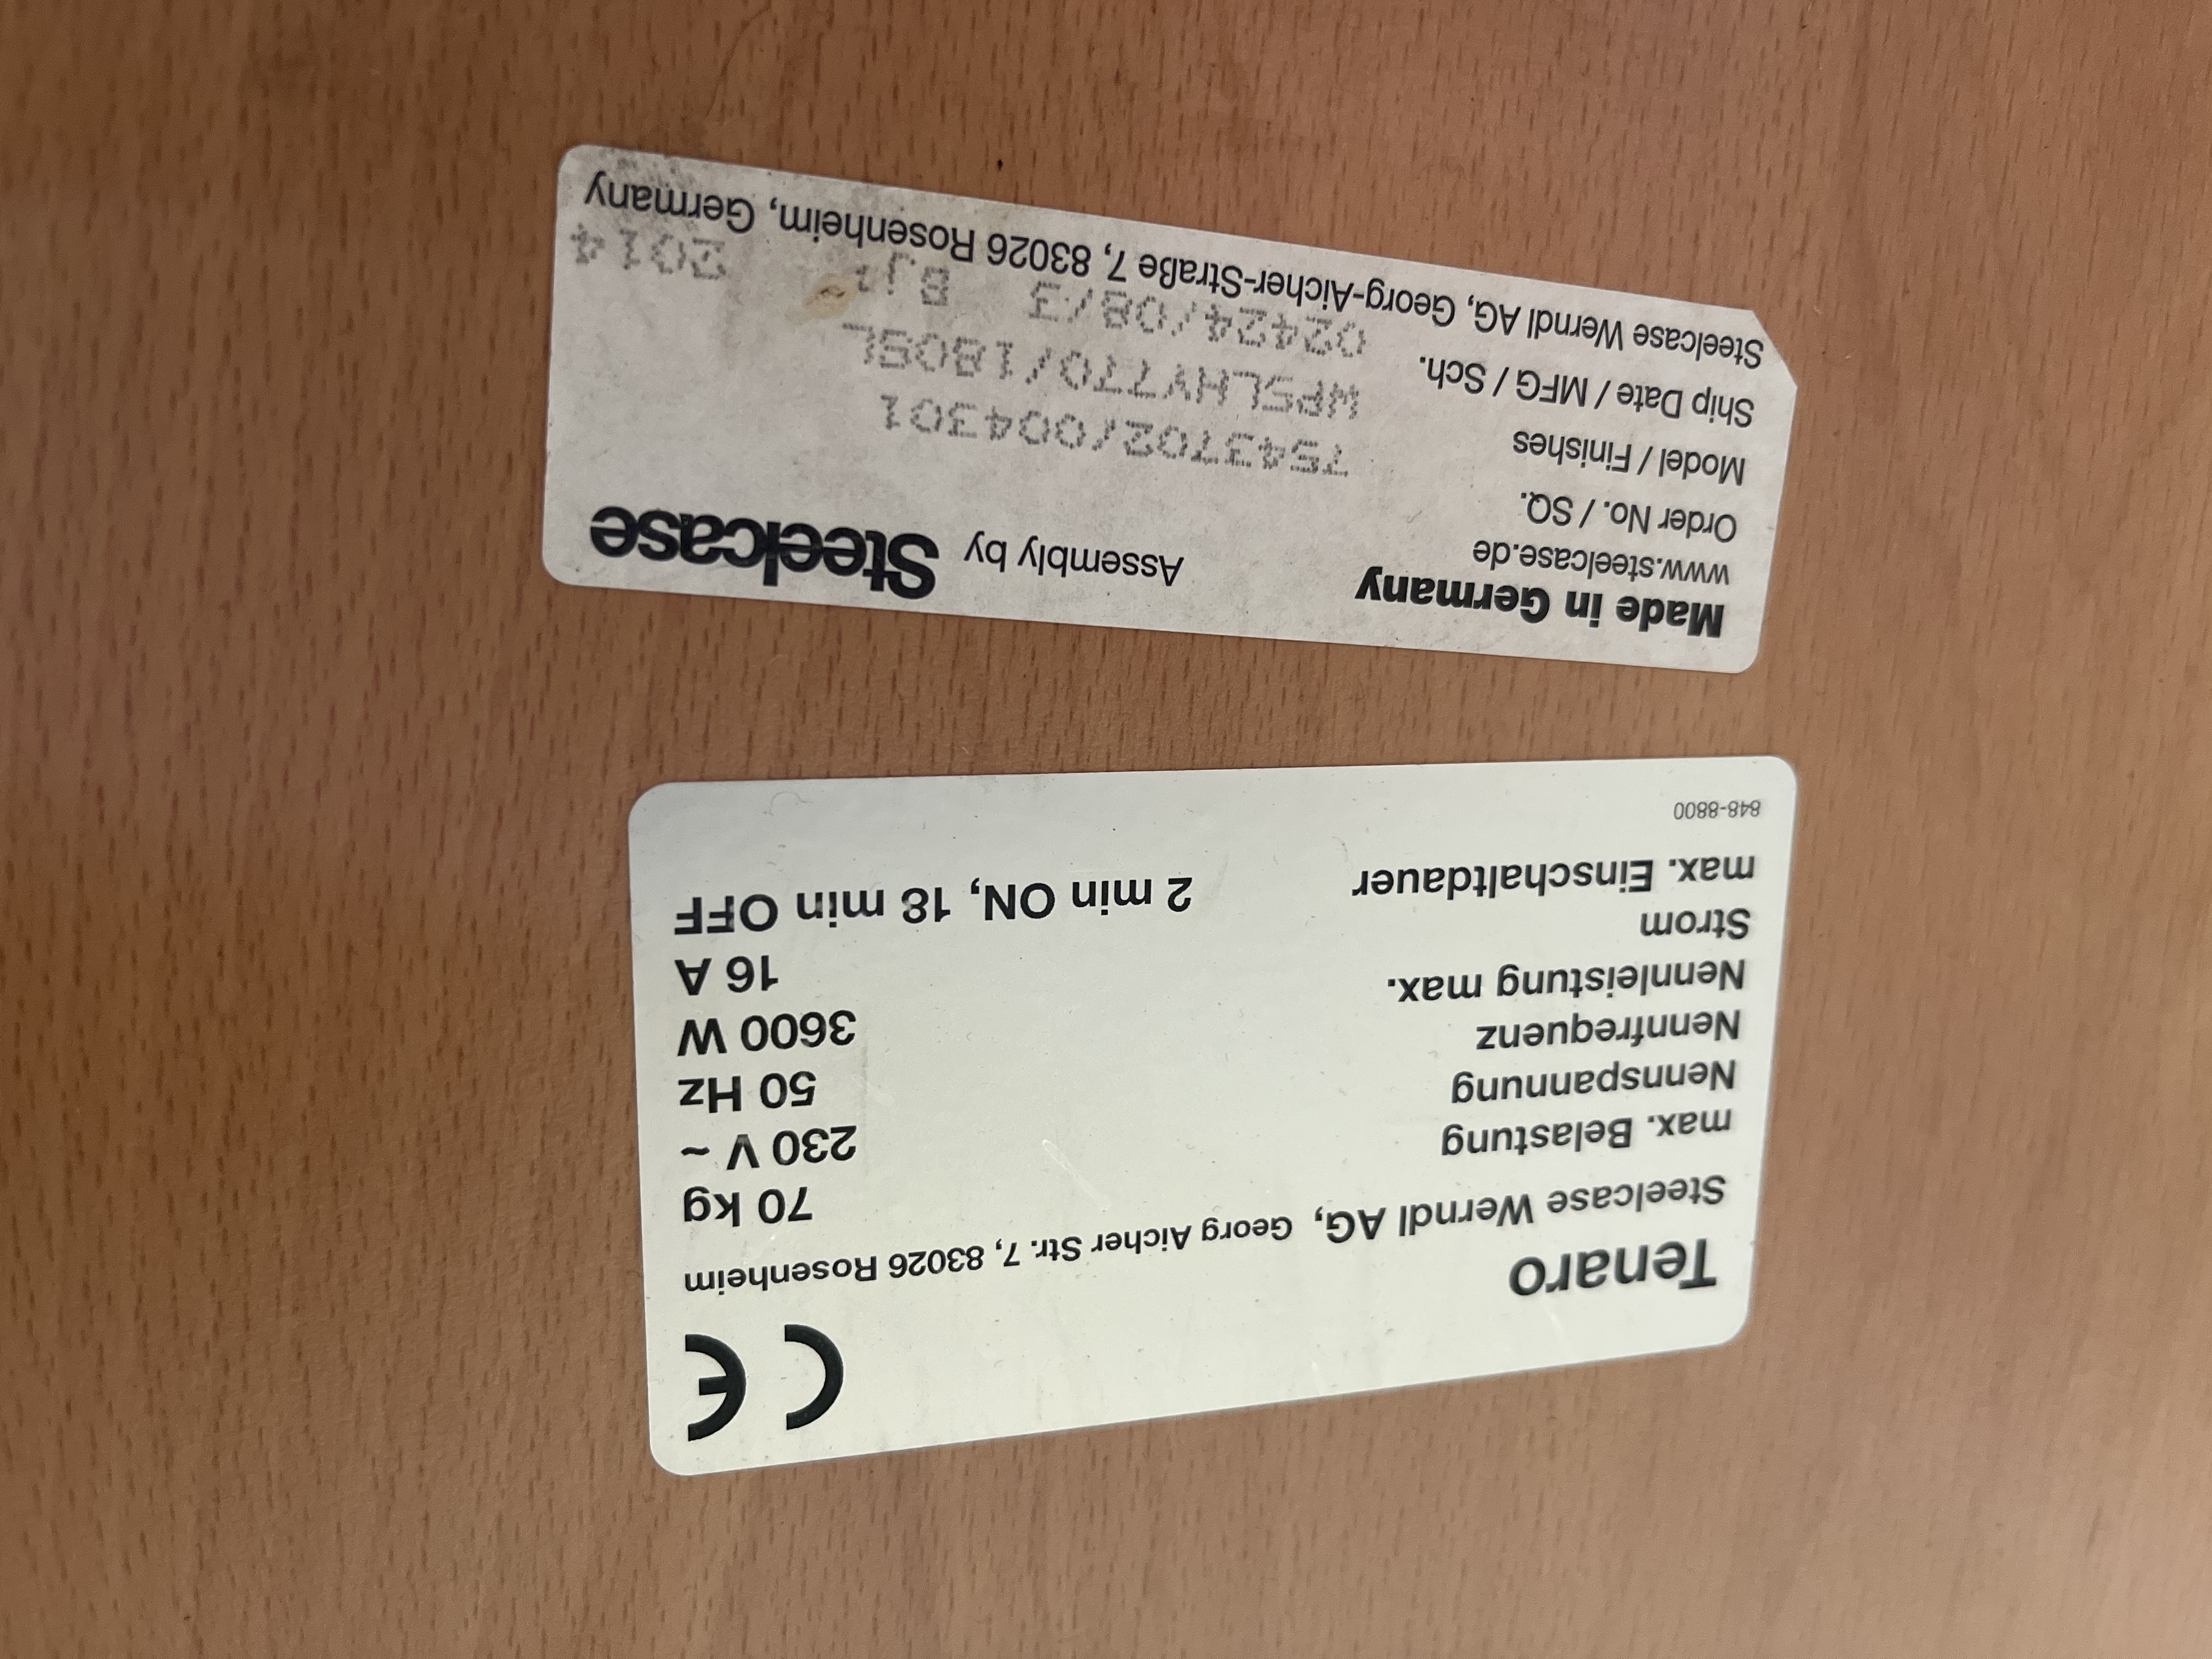 CE
Tenaro
Steelcase Werndl AG, Georg Aicher Str. 7, 83026 Rosenheim
max. Belastung 70 kg
Nennspannung 230 V ~
Nennfrequenz 50 Hz
Nennleistung max. 3600 W
Strom 16 A
max. Einschaltdauer 2 min ON, 18 min OFF
848-8800
Made in Germany
www.steelcase.de
Assembly by Steelcase
Order No. / SQ. 7543702/004301
Model / Finishes WPSLHY770/180SL
Ship Date / MFG / Sch. 02424/08/3 Bj. 2014
Steelcase Werndl AG, Georg-Aicher-Straße 7, 83026 Rosenheim, Germany